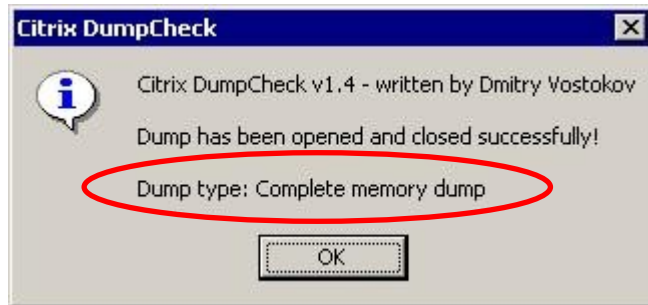 Citrix DumpCheck
Citrix DumpCheck v1.4 - written by Dmitry Vostokov
Dump has been opened and closed successfully!
Dump type: Complete memory dump
OK